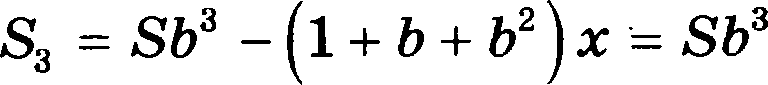 S₃ = Sb³ − (1 + b + b²) x = Sb³